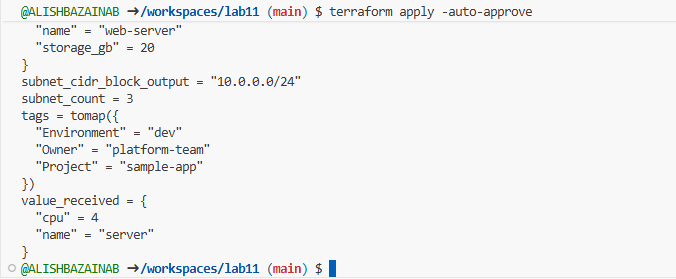 @ALISHBAZAINAB ➜/workspaces/lab11 (main) $ terraform apply -auto-approve
  "name" = "web-server"
  "storage_gb" = 20
}
subnet_cidr_block_output = "10.0.0.0/24"
subnet_count = 3
tags = tomap({
  "Environment" = "dev"
  "Owner" = "platform-team"
  "Project" = "sample-app"
})
value_received = {
  "cpu" = 4
  "name" = "server"
}
@ALISHBAZAINAB ➜/workspaces/lab11 (main) $